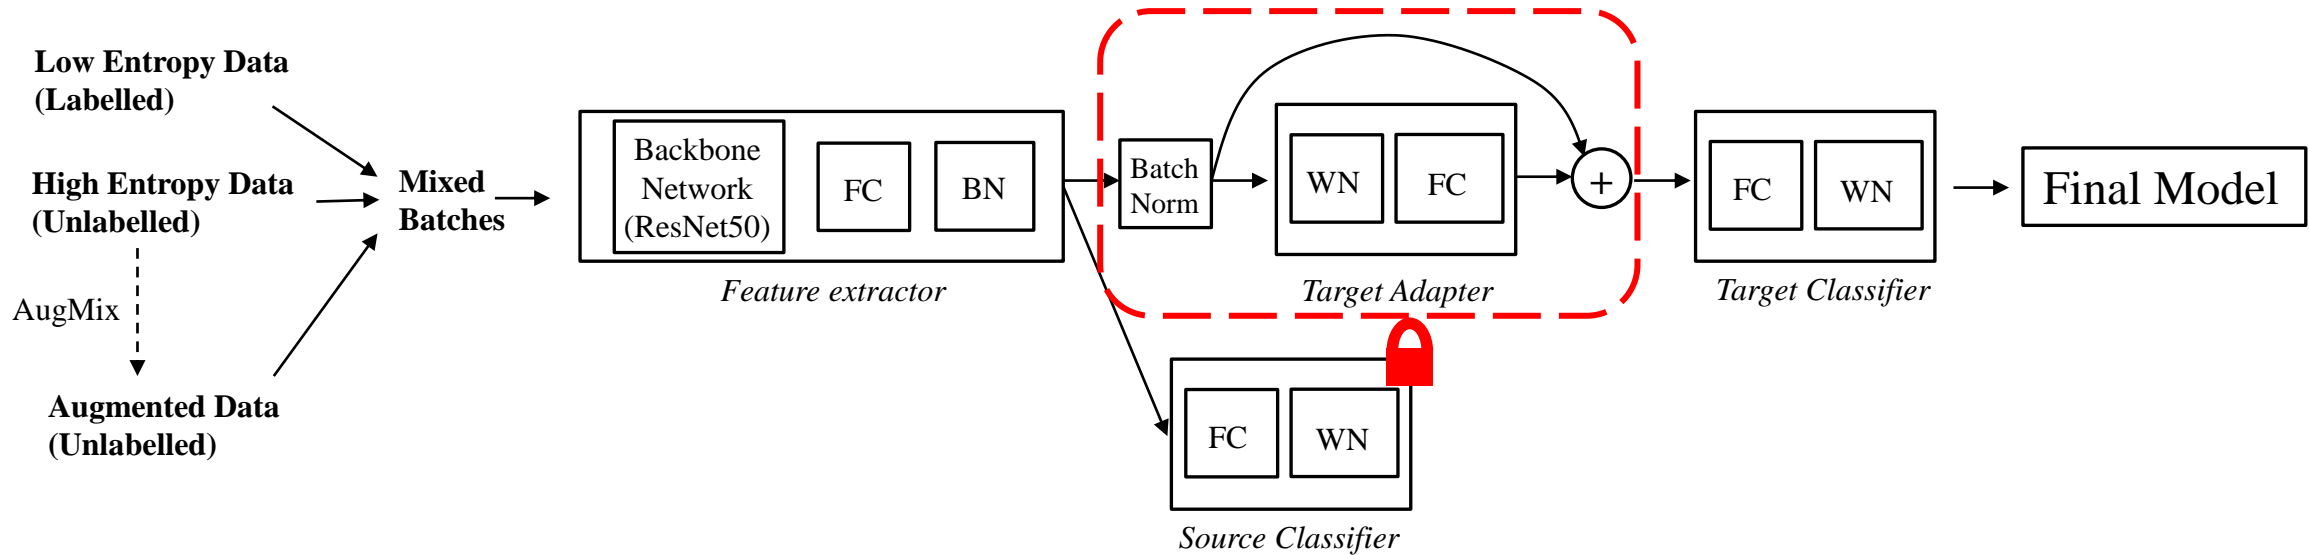 Low Entropy Data
(Labelled)
High Entropy Data
(Unlabelled)
AugMix
Augmented Data
(Unlabelled)
Mixed
Batches
Backbone
Network
(ResNet50)
FC
BN
Feature extractor
Batch
Norm
WN
FC
+
Target Adapter
FC
WN
Target Classifier
Final Model
FC
WN
Source Classifier